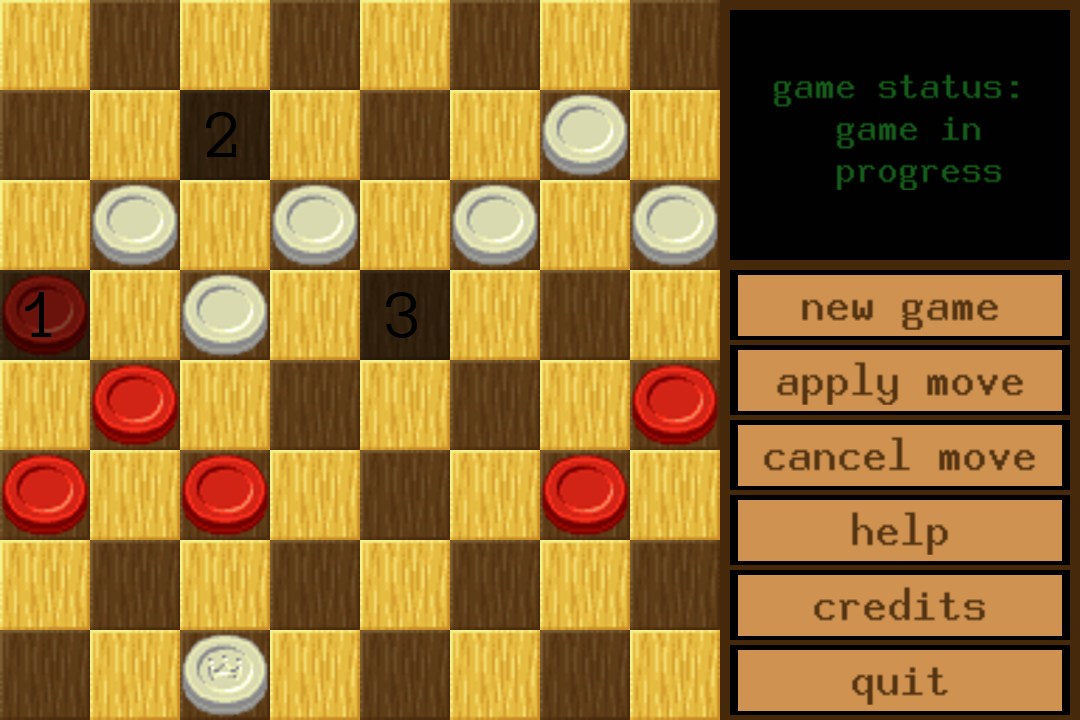 2
1
3
game status:
game in
progress
new game
apply move
cancel move
help
credits
quit